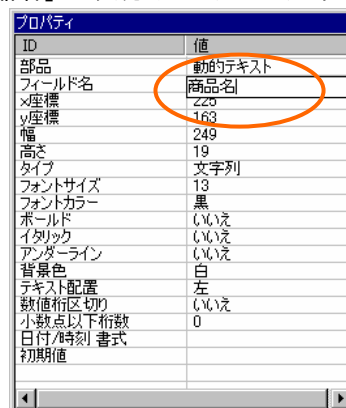 プロパティ
ID 値
部品 動的テキスト
フィールド名 商品名
x座標 225
y座標 163
幅 249
高さ 19
タイプ 文字列
フォントサイズ 13
フォントカラー 黒
ボールド いいえ
イタリック いいえ
アンダーライン いいえ
背景色 白
テキスト配置 左
数値桁区切り いいえ
小数点以下桁数 0
日付/時刻 書式
初期値